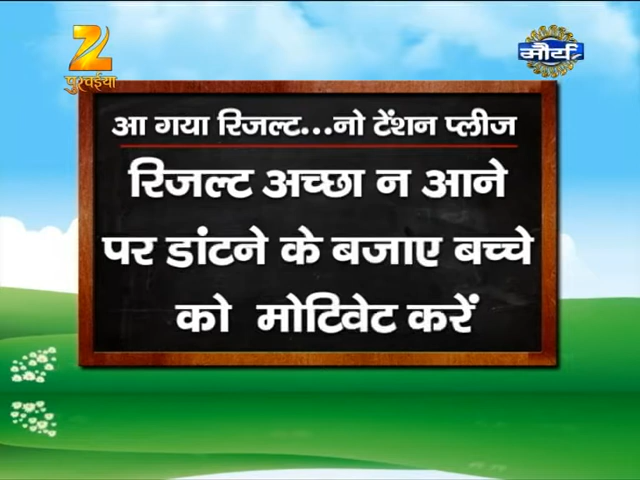 Z
पुरवईया
मौर्य
आ गया रिजल्ट...नो टेंशन प्लीज
रिजल्ट अच्छा न आने
पर डांटने के बजाए बच्चे
को मोटिवेट करें